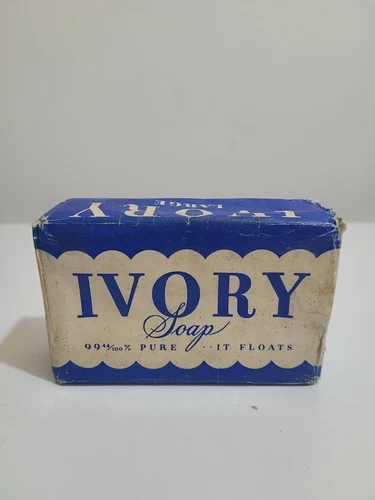 IVORY
LARGE
IVORY
Soap
99 44/100% PURE ··IT FLOATS